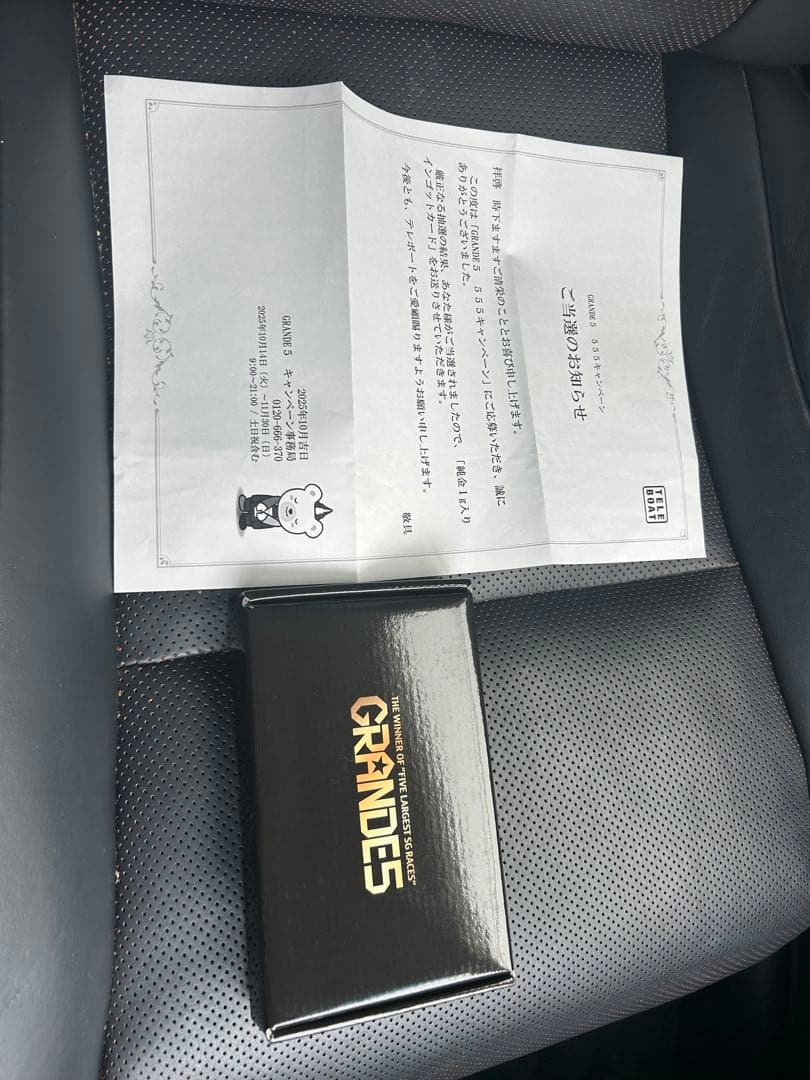 TELE
BOAT
GRANDE5 555キャンペーン
ご当選のお知らせ
拝啓 時下ますますご清栄のこととお喜び申し上げます。
この度は「GRANDE5 555キャンペーン」にご応募いただき、誠に
ありがとうございました。
厳正なる抽選の結果、あなた様がご当選されましたので、「純金1g入り
インゴットカード」をお送りさせていただきます。
今後とも、テレボートをご愛顧賜りますようお願い申し上げます。
敬具
2025年10月吉日
GRANDE5 キャンペーン事務局
0120-666-370
2025年10月14日（火）～11月30日（日）
9:00~21:00 / 土日祝含む
THE WINNER OF "FIVE LARGEST SG RACES"
GRANDE5